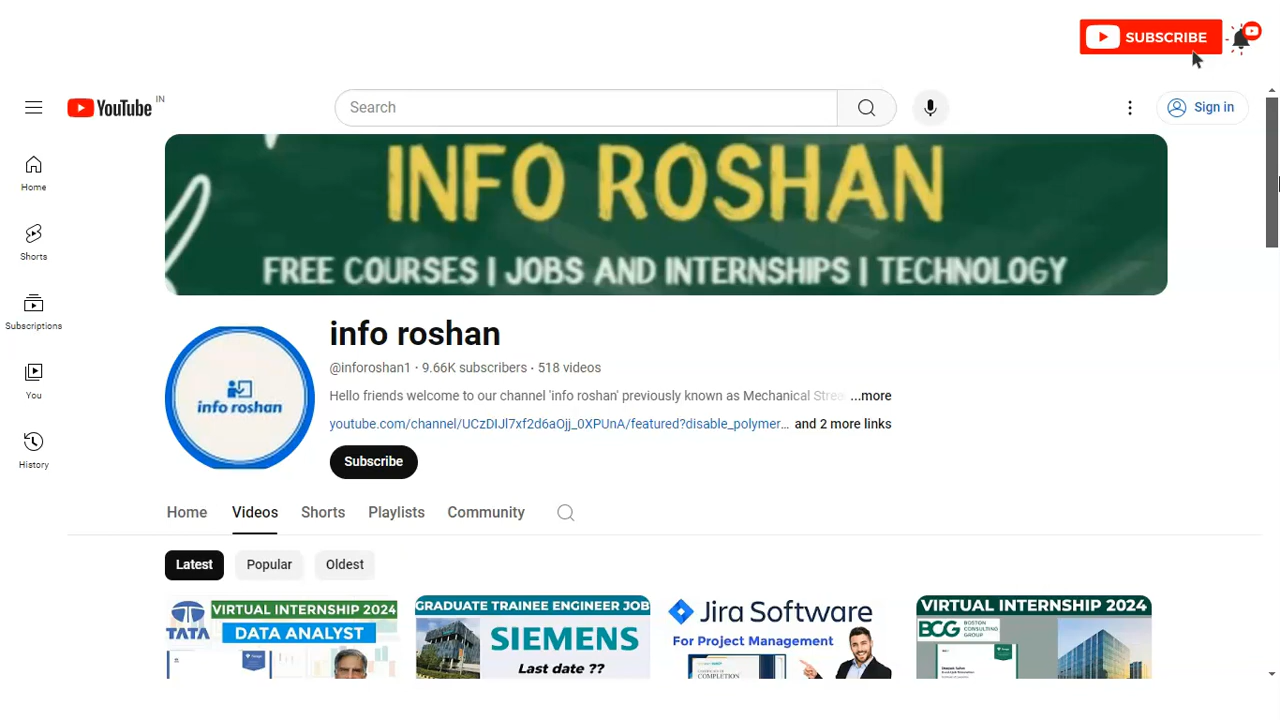 SUBSCRIBE
YouTube IN
Search
Sign in
Home
Shorts
Subscriptions
You
History
INFO ROSHAN
FREE COURSES | JOBS AND INTERNSHIPS | TECHNOLOGY
info roshan
info roshan
@inforoshan1 · 9.66K subscribers · 518 videos
Hello friends welcome to our channel 'info roshan' previously known as Mechanical Stre ...more
youtube.com/channel/UCzDIJl7xf2d6aOjj_0XPUnA/featured?disable_polymer... and 2 more links
Subscribe
Home Videos Shorts Playlists Community
Latest Popular Oldest
VIRTUAL INTERNSHIP 2024
TATA
DATA ANALYST
GRADUATE TRAINEE ENGINEER JOB
SIEMENS
Last date ??
Jira Software
For Project Management
COMPLETION
VIRTUAL INTERNSHIP 2024
BCG BOSTON CONSULTING GROUP